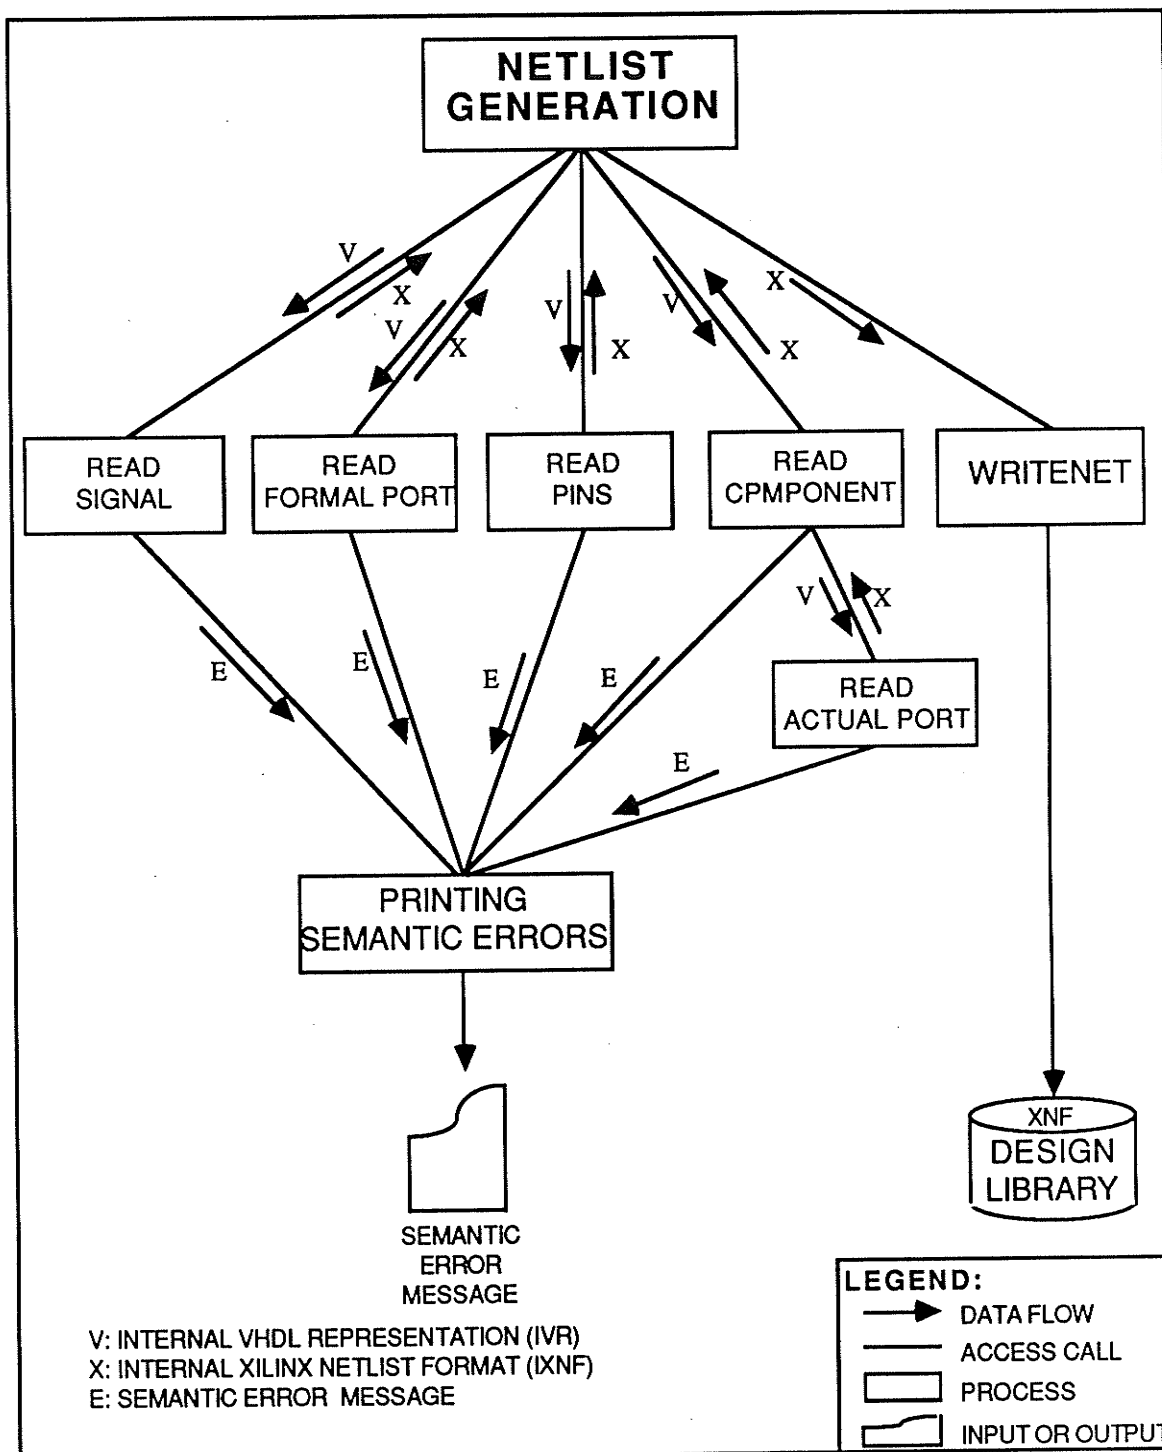 NETLIST
GENERATION
V
X
V
X
V
X
V
X
X
READ
SIGNAL
READ
FORMAL PORT
READ
PINS
READ
CPMPONENT
WRITENET
V
X
E
E
E
E
READ
ACTUAL PORT
E
PRINTING
SEMANTIC ERRORS
XNF
DESIGN
LIBRARY
SEMANTIC
ERROR
MESSAGE
V: INTERNAL VHDL REPRESENTATION (IVR)
X: INTERNAL XILINX NETLIST FORMAT (IXNF)
E: SEMANTIC ERROR MESSAGE
LEGEND:
DATA FLOW
ACCESS CALL
PROCESS
INPUT OR OUTPUT